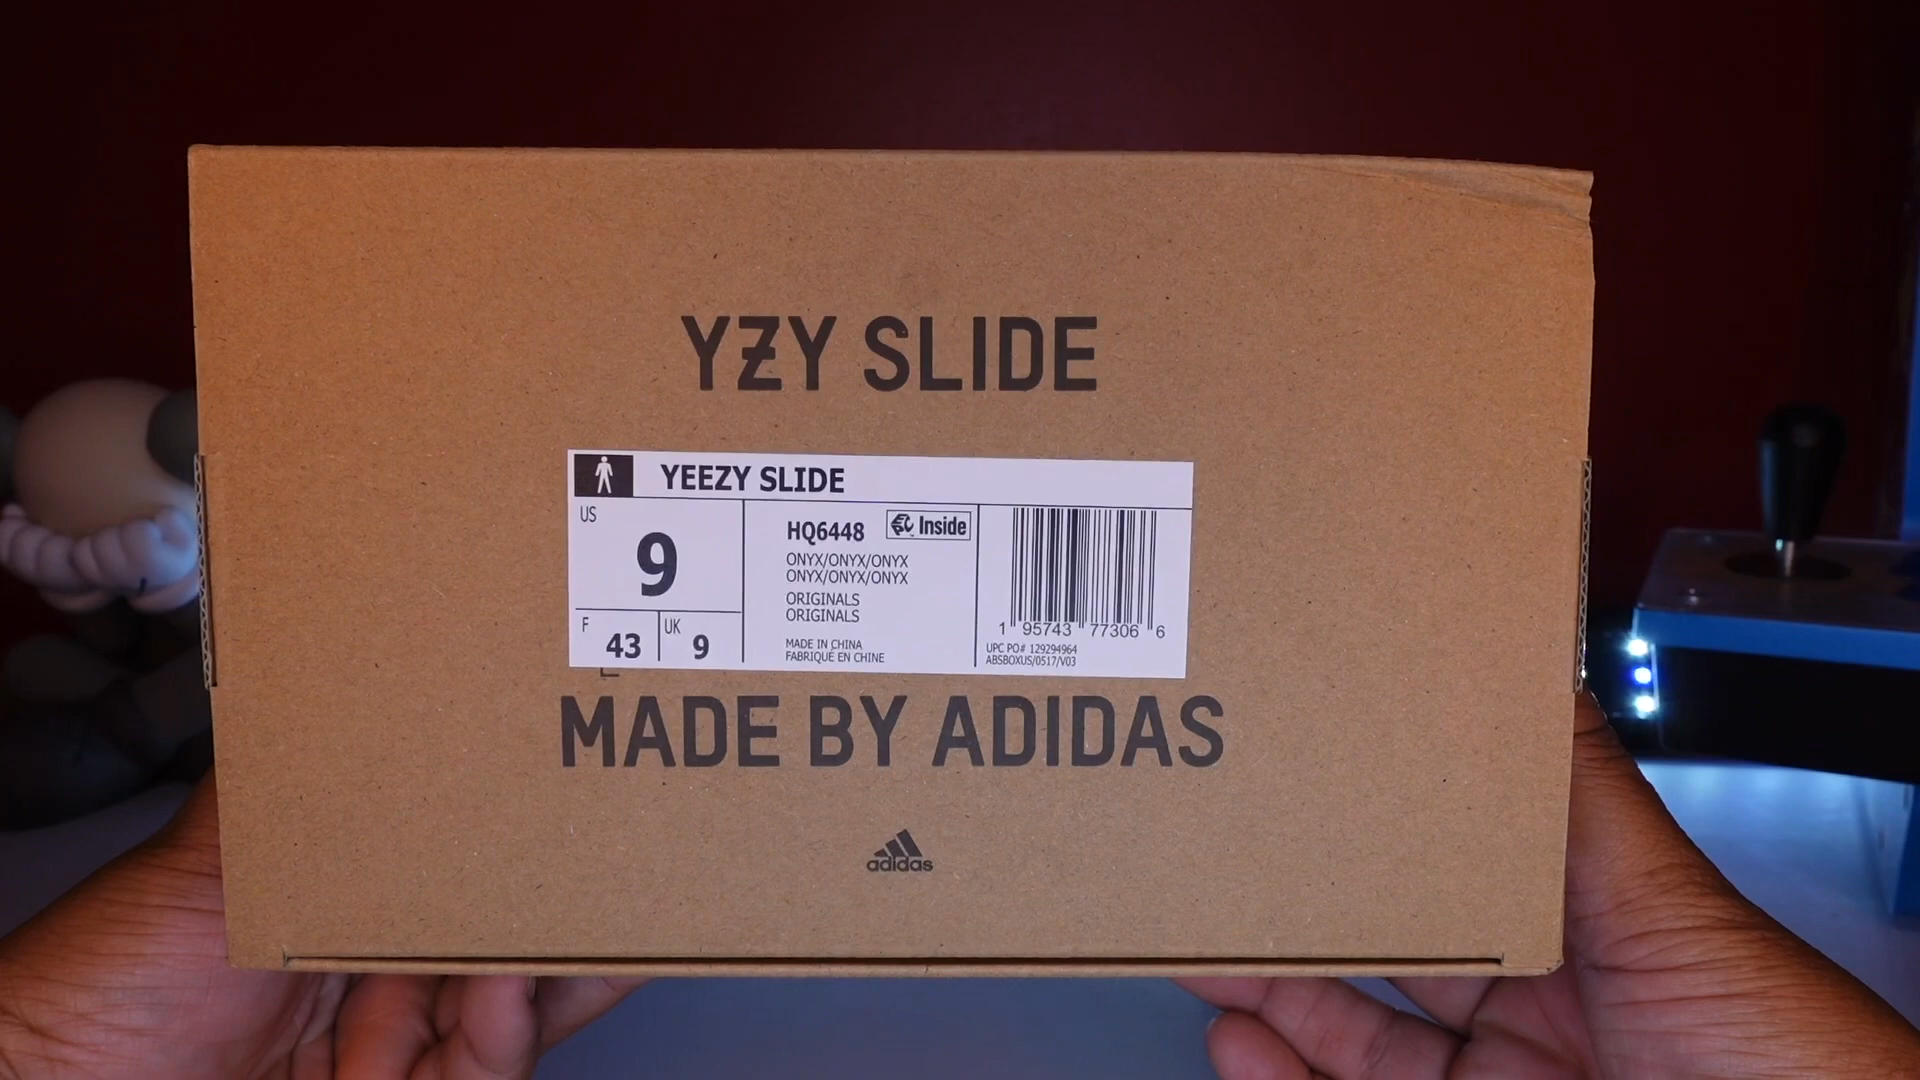 YZY SLIDE
YEEZY SLIDE
US
9
F
43
UK
9
HQ6448
Inside
ONYX/ONYX/ONYX
ONYX/ONYX/ONYX
ORIGINALS
ORIGINALS
MADE IN CHINA
FABRIQUÉ EN CHINE
1 95743 77306 6
UPC PO# 129294964
ABSBOXUS/0517/V03
MADE BY ADIDAS
adidas